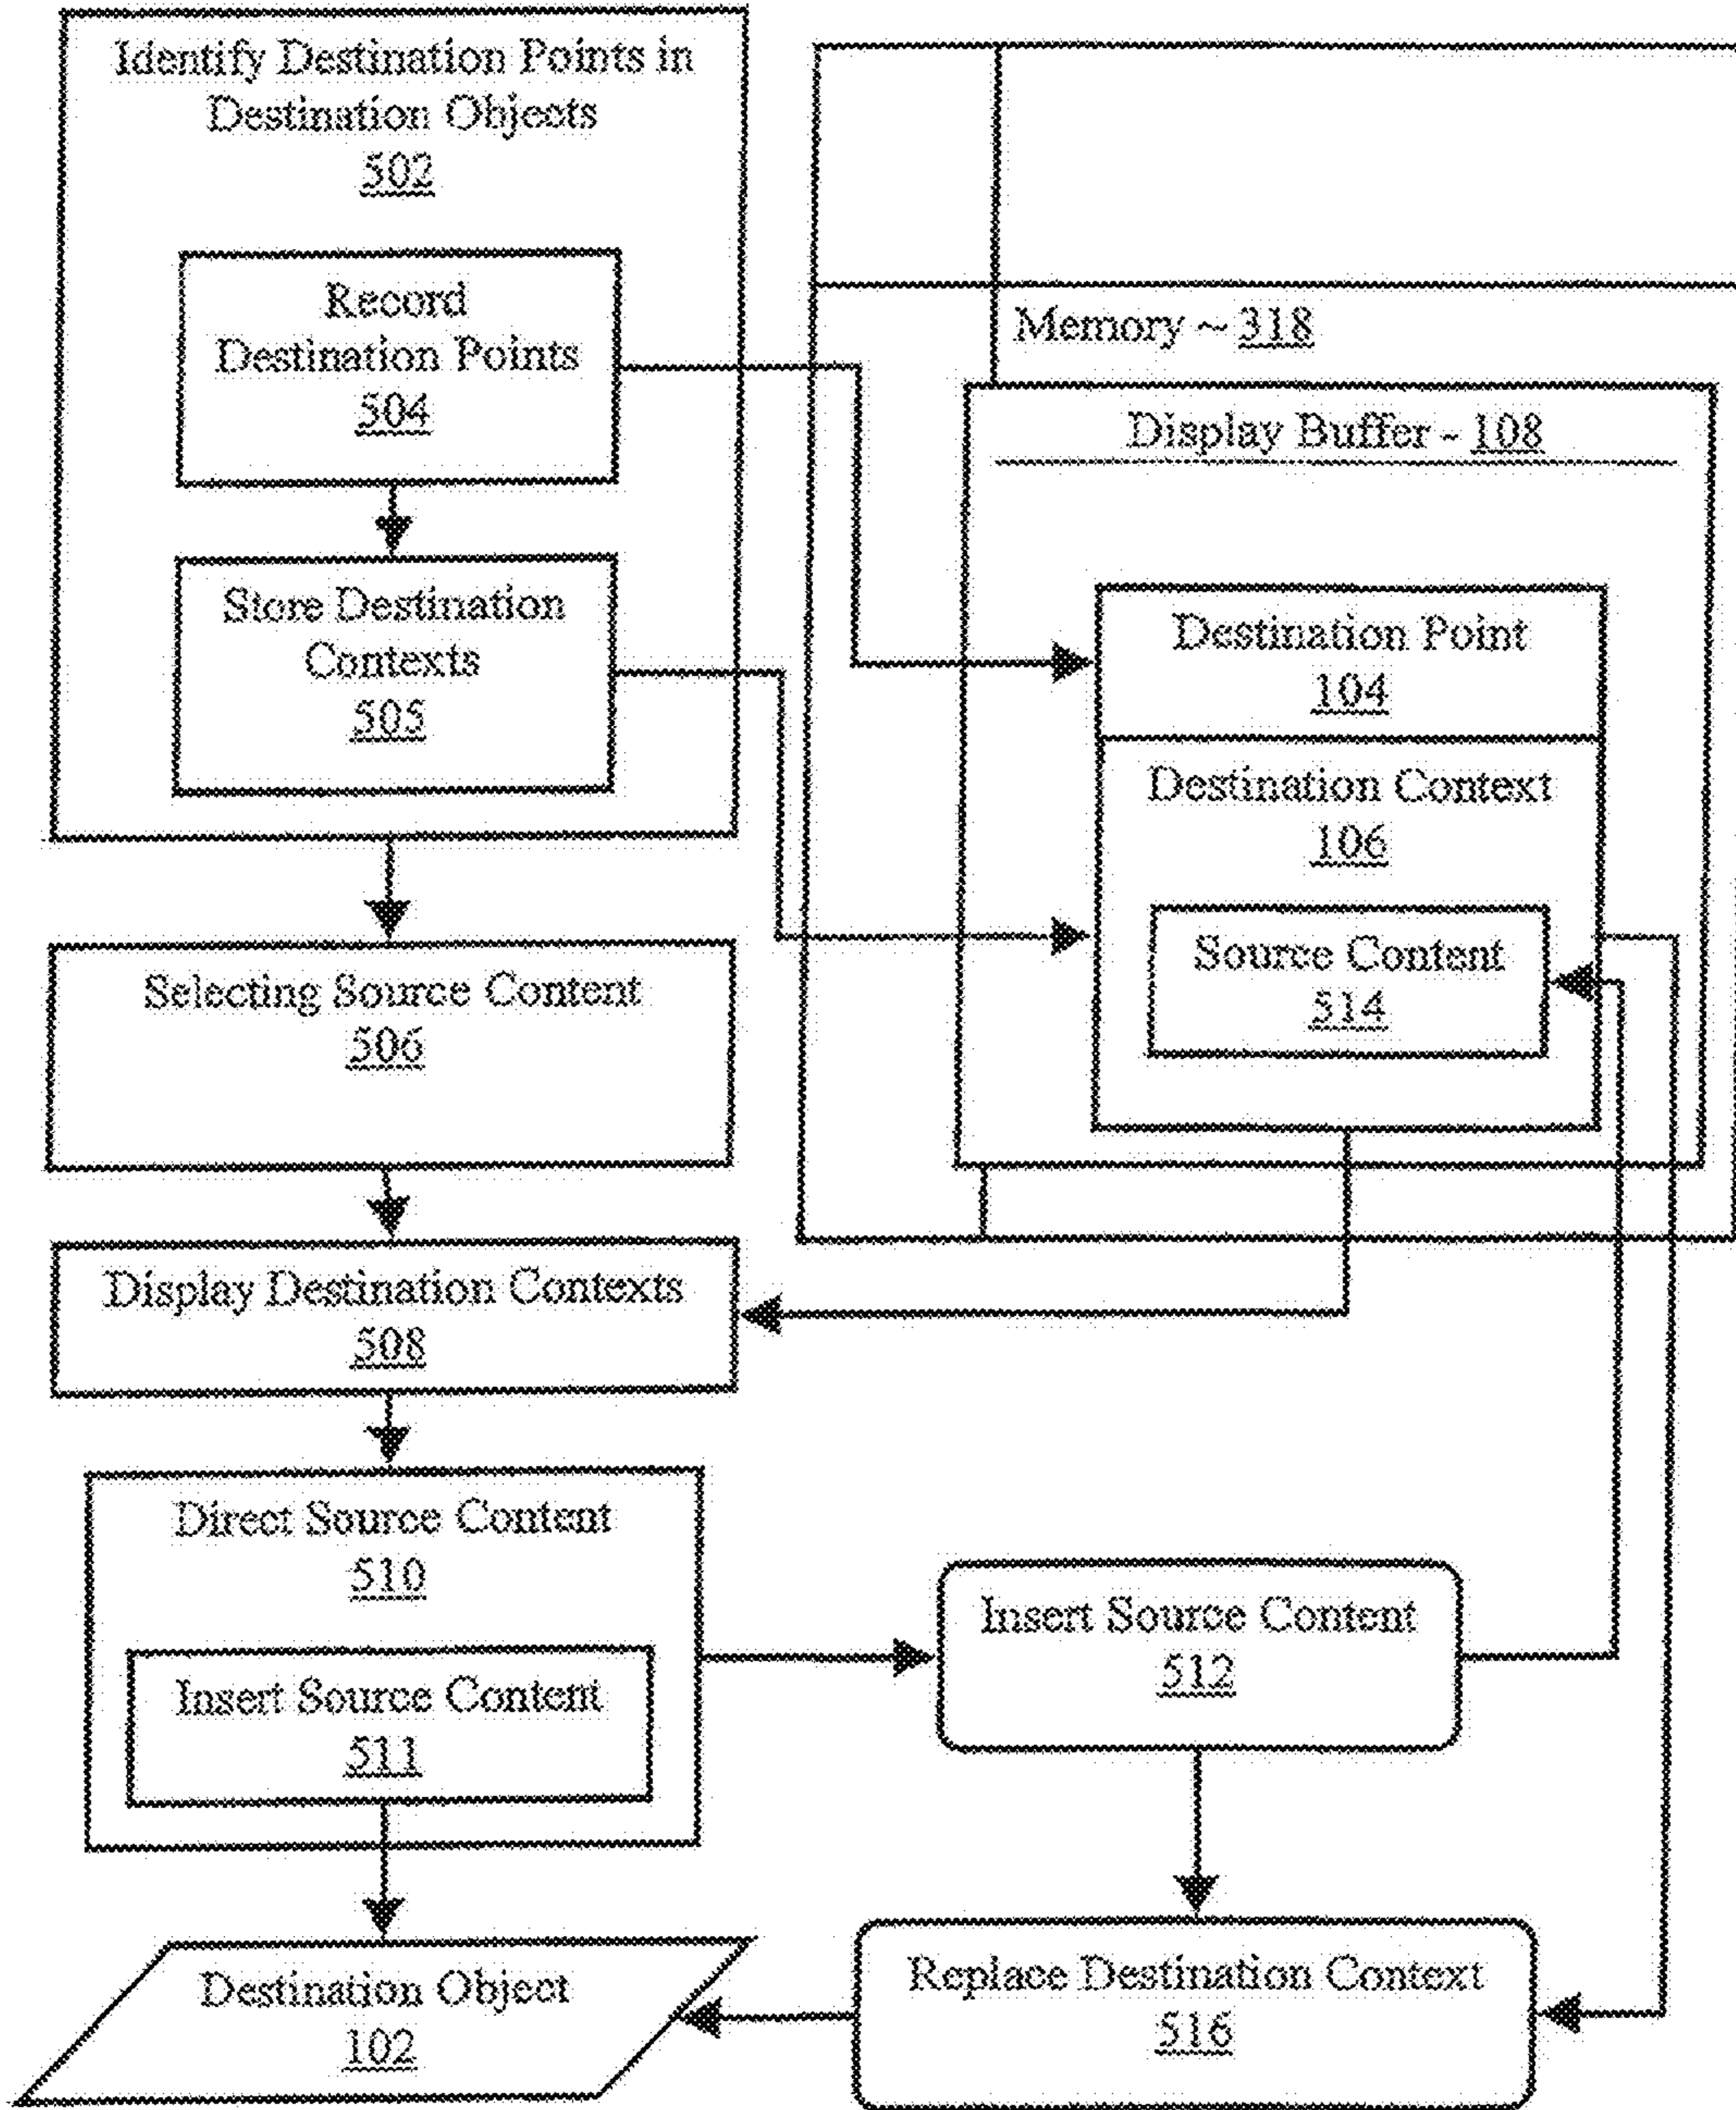 Identify Destination Points in
Destination Objects
502
Record
Destination Points
504
Store Destination
Contexts
505
Selecting Source Content
506
Display Destination Contexts
508
Direct Source Content
510
Insert Source Content
511
Destination Object
102
Memory ~ 318
Display Buffer - 108
Destination Point
104
Destination Context
106
Source Content
514
Insert Source Content
512
Replace Destination Context
516